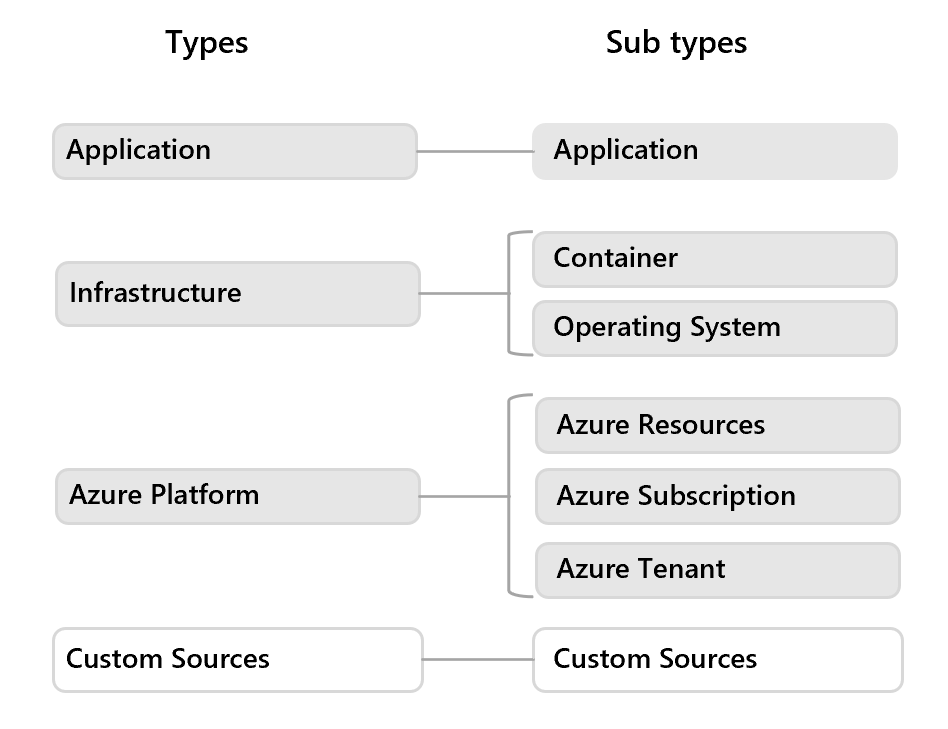 Types
Sub types
Application
Application
Infrastructure
Container
Operating System
Azure Platform
Azure Resources
Azure Subscription
Azure Tenant
Custom Sources
Custom Sources